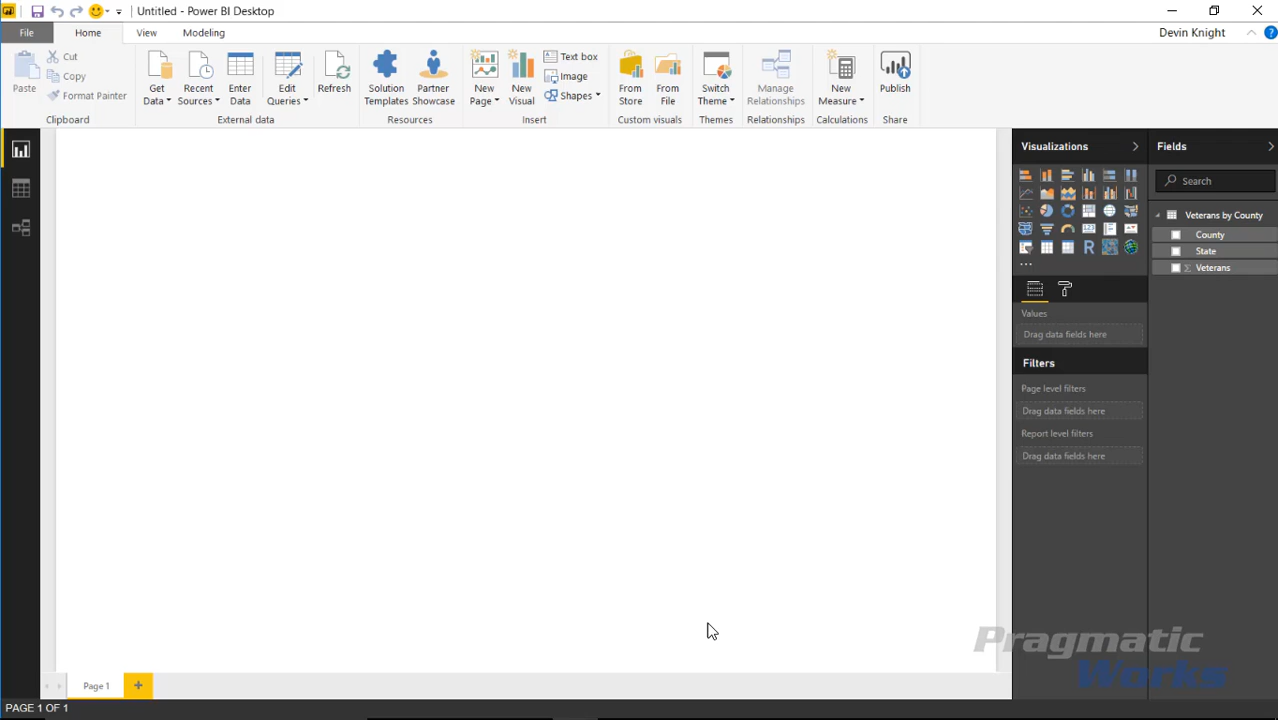 Untitled - Power BI Desktop
File Home View Modeling Devin Knight
Paste
Cut
Copy
Format Painter
Clipboard
Get Data
Recent Sources
Enter Data
Edit Queries
Refresh
External data
Solution Templates
Partner Showcase
Resources
New Page
New Visual
Text box
Image
Shapes
Insert
From Store
From File
Custom visuals
Switch Theme
Themes
Manage Relationships
Relationships
New Measure
Calculations
Publish
Share
Visualizations
R
Values
Drag data fields here
Filters
Page level filters
Drag data fields here
Report level filters
Drag data fields here
Fields
Search
Veterans by County
County
State
Σ Veterans
Pragmatic
Works
Page 1
PAGE 1 OF 1